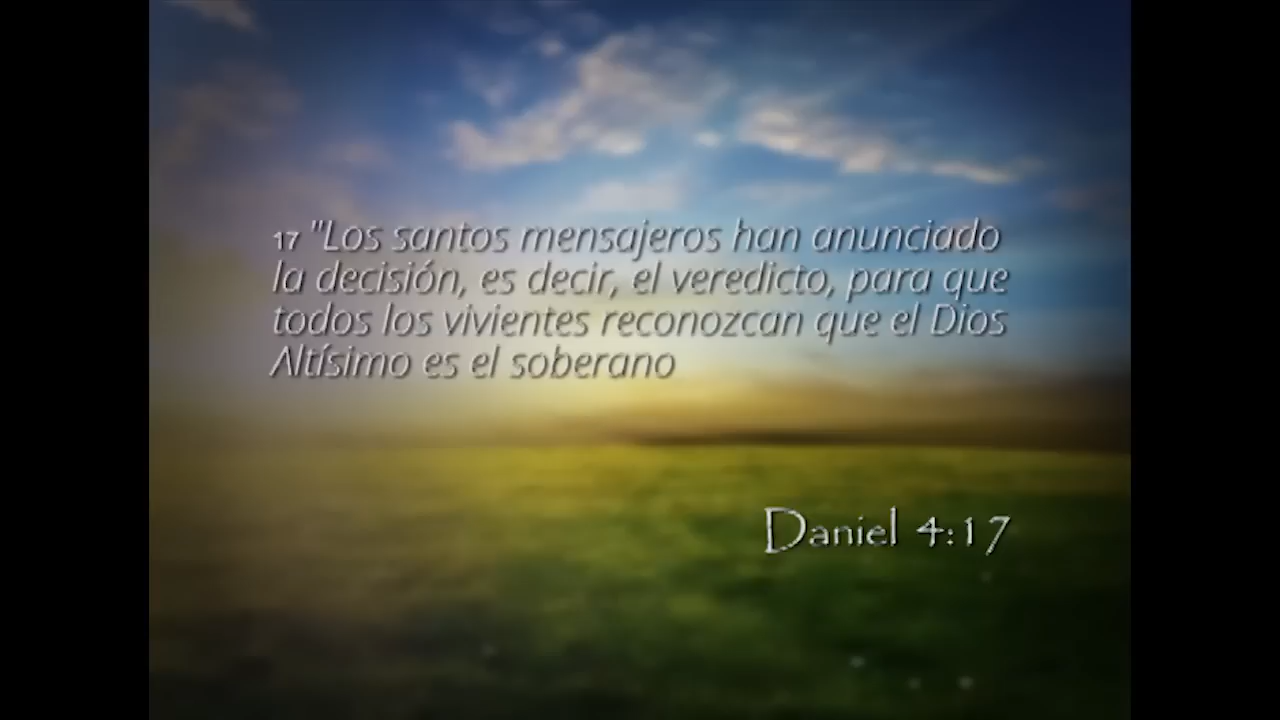 17 "Los santos mensajeros han anunciado
la decisión, es decir, el veredicto, para que
todos los vivientes reconozcan que el Dios
Altísimo es el soberano
Daniel 4:17